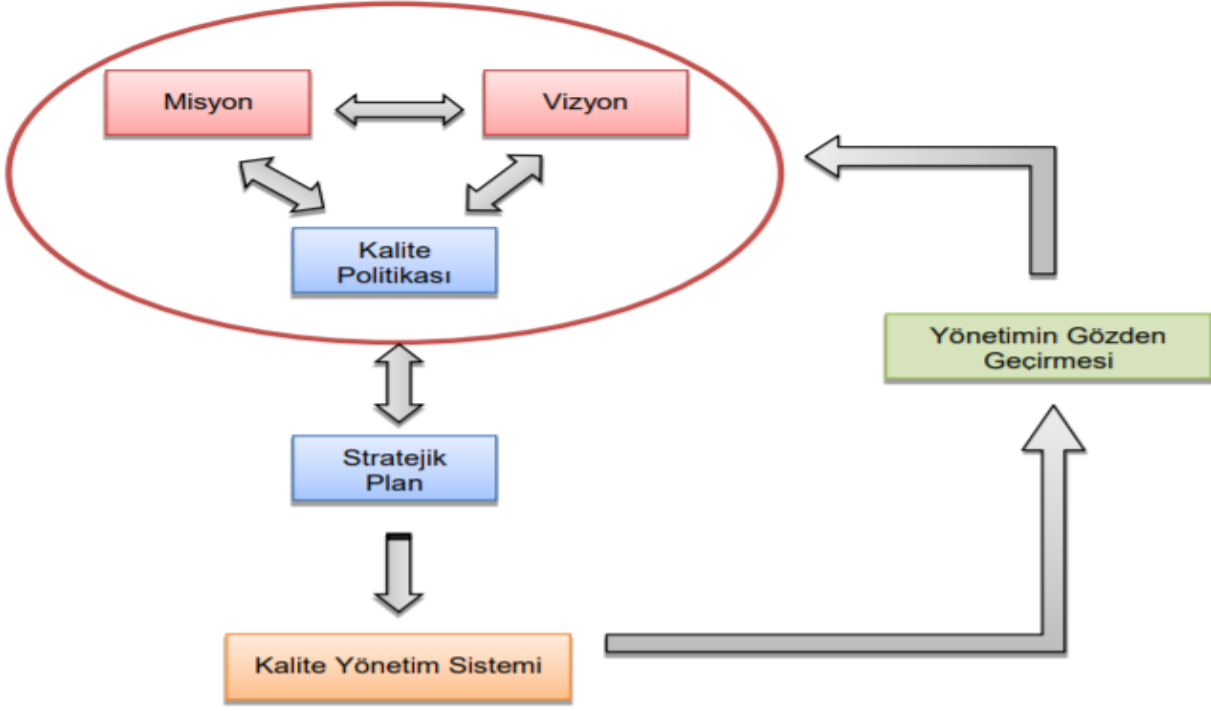 Misyon
Vizyon
Kalite
Politikası
Yönetimin Gözden
Geçirmesi
Stratejik
Plan
Kalite Yönetim Sistemi